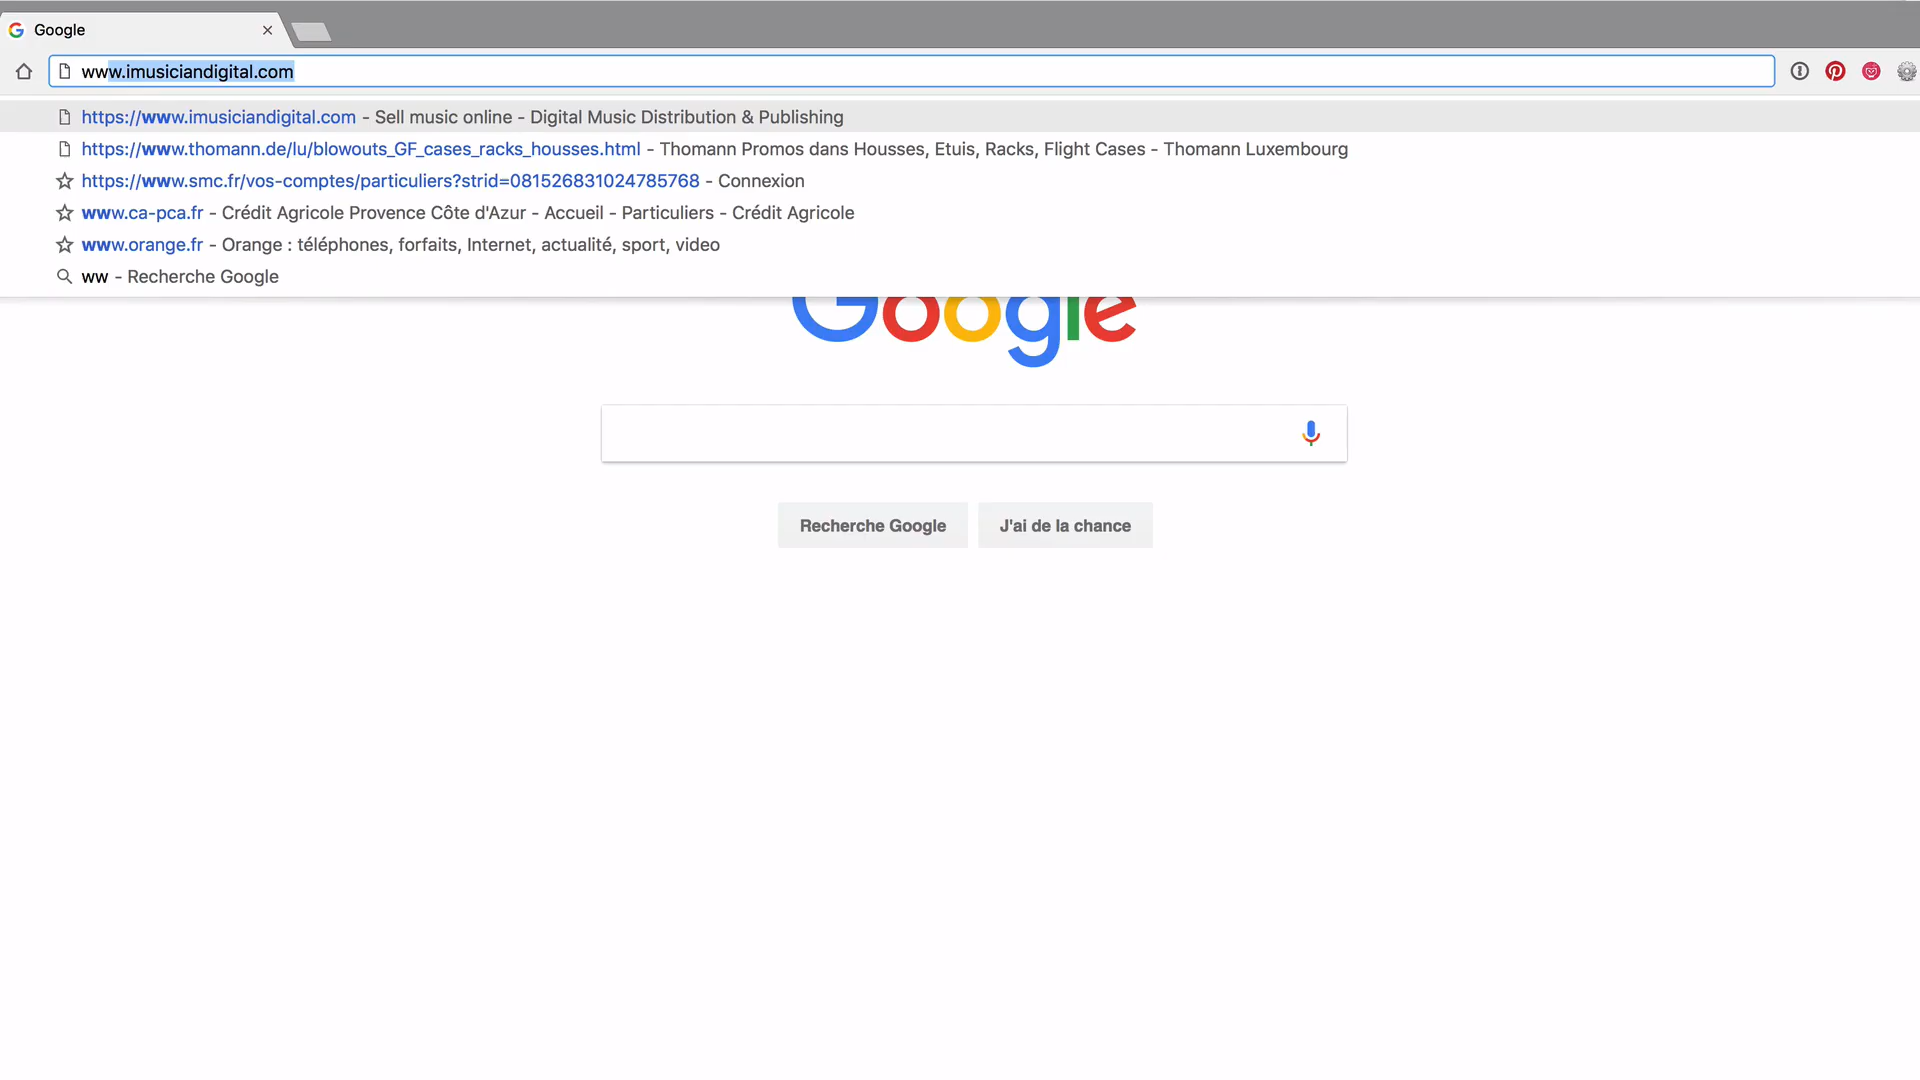 Google
www.imusiciandigital.com
https://www.imusiciandigital.com - Sell music online - Digital Music Distribution & Publishing
https://www.thomann.de/lu/blowouts_GF_cases_racks_housses.html - Thomann Promos dans Housses, Etuis, Racks, Flight Cases - Thomann Luxembourg
https://www.smc.fr/vos-comptes/particuliers?strid=081526831024785768 - Connexion
www.ca-pca.fr - Crédit Agricole Provence Côte d'Azur - Accueil - Particuliers - Crédit Agricole
www.orange.fr - Orange : téléphones, forfaits, Internet, actualité, sport, video
ww - Recherche Google
Google
Recherche Google J'ai de la chance